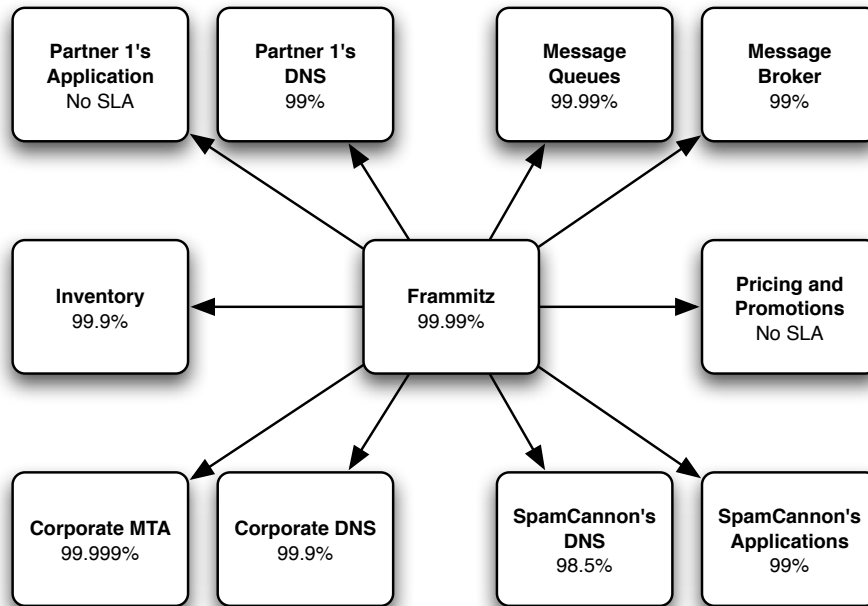 Partner 1's
Application
No SLA
Partner 1's
DNS
99%
Message
Queues
99.99%
Message
Broker
99%
Inventory
99.9%
Frammitz
99.99%
Pricing and
Promotions
No SLA
Corporate MTA
99.999%
Corporate DNS
99.9%
SpamCannon's
DNS
98.5%
SpamCannon's
Applications
99%